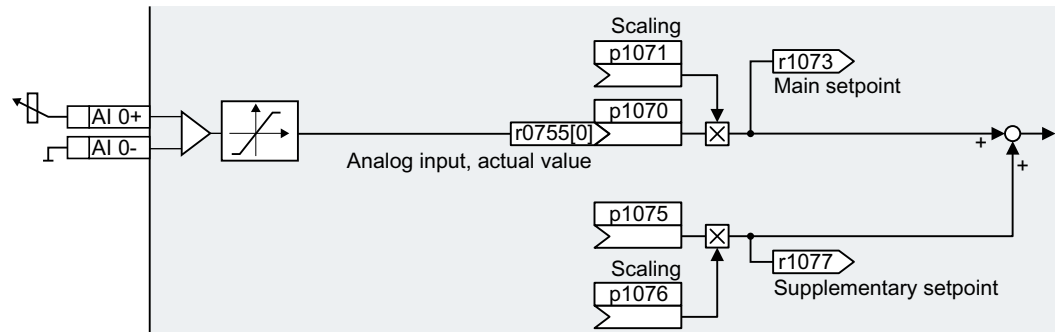 Scaling
p1071
r1073
Main setpoint
AI 0+
p1070
r0755[0]
AI 0-
Analog input, actual value
+
+
p1075
r1077
Scaling
Supplementary setpoint
p1076